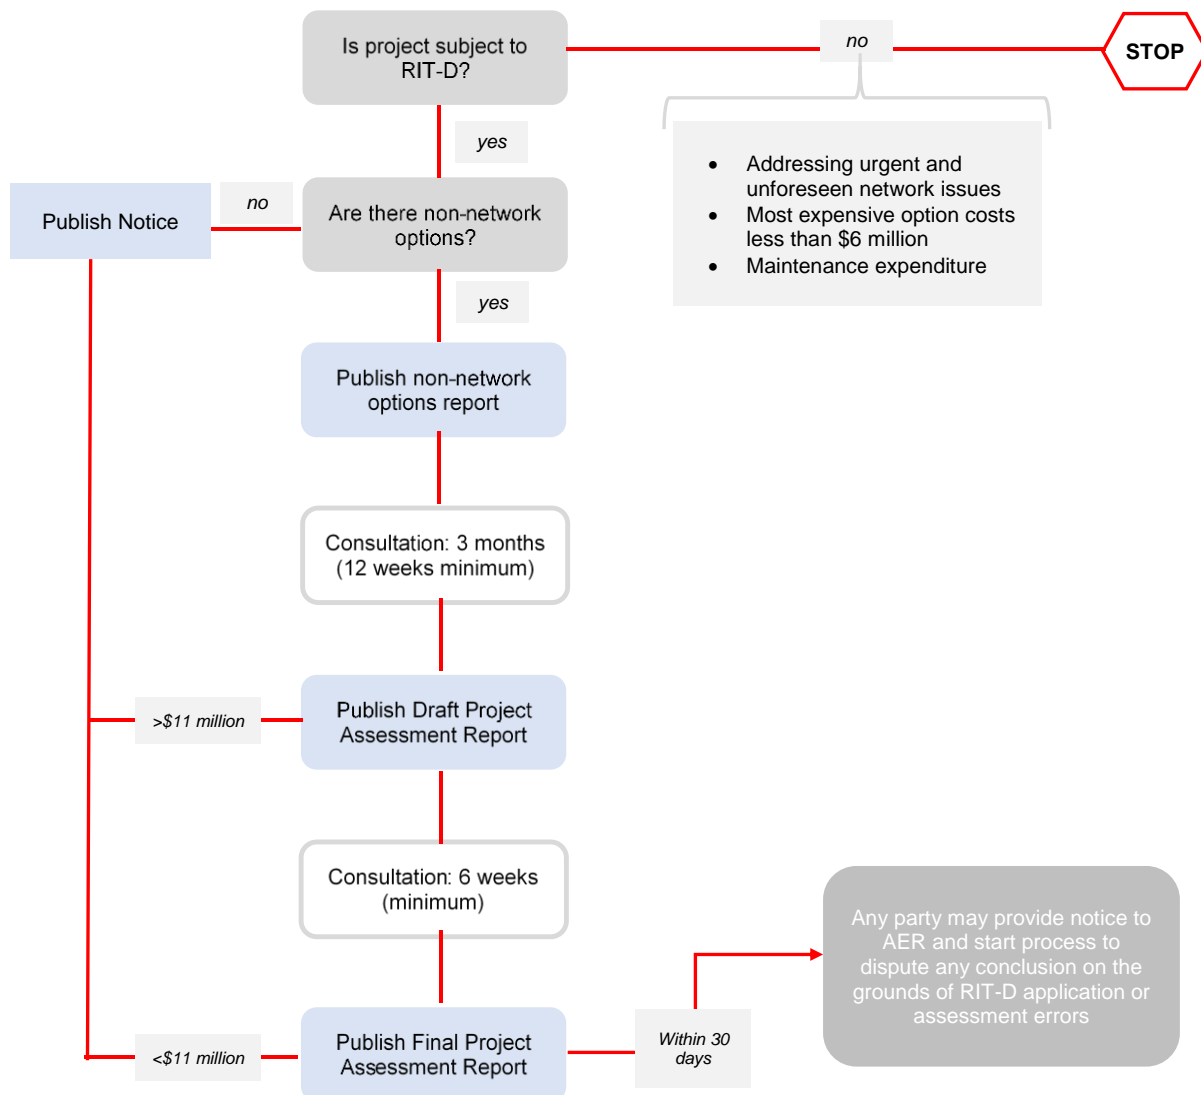 Is project subject to
RIT-D?
no
STOP
yes
• Addressing urgent and
unforeseen network issues
• Most expensive option costs
less than $6 million
• Maintenance expenditure
Publish Notice
no
Are there non-network
options?
yes
Publish non-network
options report
Consultation: 3 months
(12 weeks minimum)
>$11 million
Publish Draft Project
Assessment Report
Consultation: 6 weeks
(minimum)
Any party may provide notice to
AER and start process to
dispute any conclusion on the
grounds of RIT-D application or
assessment errors
<$11 million
Publish Final Project
Assessment Report
Within 30
days